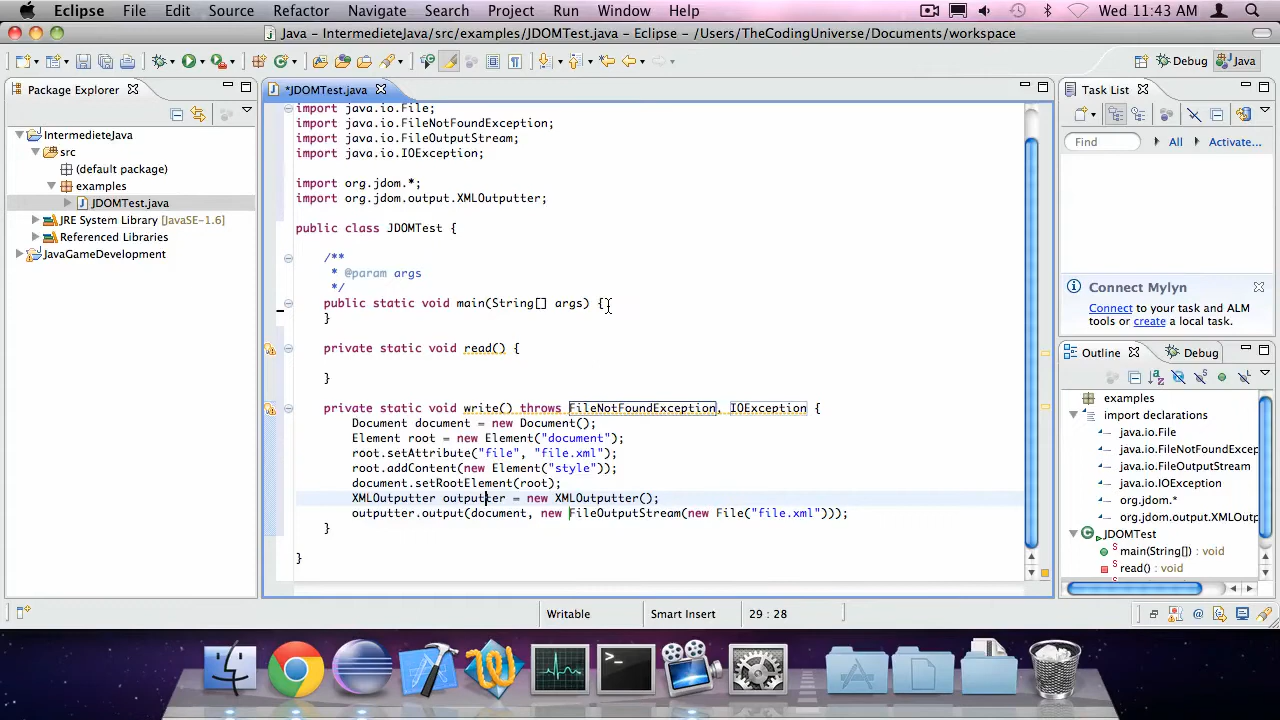 Eclipse File Edit Source Refactor Navigate Search Project Run Window Help Wed 11:43 AM
Java – IntermedieteJava/src/examples/JDOMTest.java – Eclipse – /Users/TheCodingUniverse/Documents/workspace
Debug Java
Package Explorer
IntermedieteJava
src
(default package)
examples
JDOMTest.java
JRE System Library [JavaSE-1.6]
Referenced Libraries
JavaGameDevelopment
*JDOMTest.java
import java.io.File;
import java.io.FileNotFoundException;
import java.io.FileOutputStream;
import java.io.IOException;
import org.jdom.*;
import org.jdom.output.XMLOutputter;
public class JDOMTest {
/**
* @param args
*/
public static void main(String[] args) {
}
private static void read() {
}
private static void write() throws FileNotFoundException, IOException {
Document document = new Document();
Element root = new Element("document");
root.setAttribute("file", "file.xml");
root.addContent(new Element("style"));
document.setRootElement(root);
XMLOutputter outputter = new XMLOutputter();
outputter.output(document, new FileOutputStream(new File("file.xml")));
}
}
Task List
Find All Activate...
Connect Mylyn
Connect to your task and ALM
tools or create a local task.
Outline Debug
examples
import declarations
java.io.File
java.io.FileNotFoundExcep
java.io.FileOutputStream
java.io.IOException
org.jdom.*
org.jdom.output.XMLOutp
JDOMTest
main(String[]) : void
read() : void
Writable Smart Insert 29 : 28